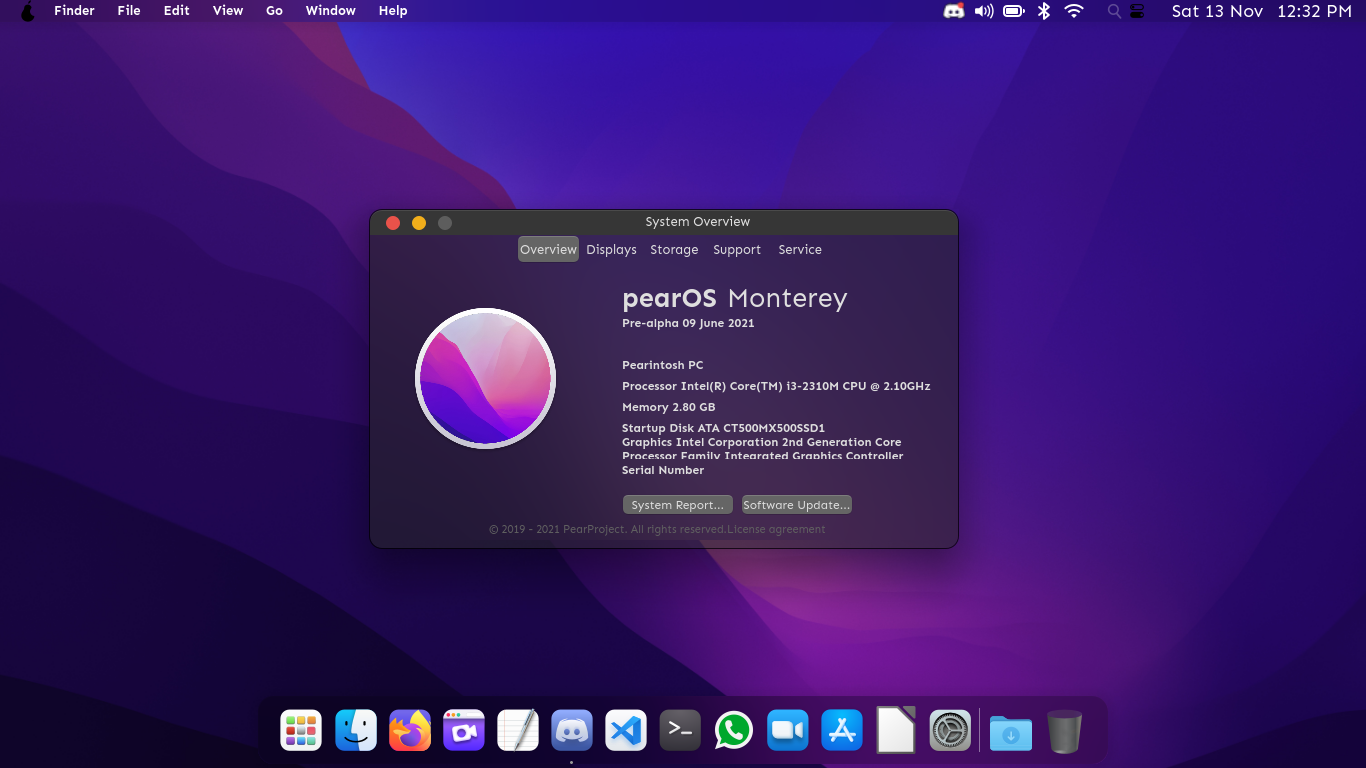 Finder File Edit View Go Window Help Sat 13 Nov 12:32 PM
System Overview
Overview Displays Storage Support Service
pearOS Monterey
Pre-alpha 09 June 2021
Pearintosh PC
Processor Intel(R) Core(TM) i3-2310M CPU @ 2.10GHz
Memory 2.80 GB
Startup Disk ATA CT500MX500SSD1
Graphics Intel Corporation 2nd Generation Core
Processor Family Integrated Graphics Controller
Serial Number
System Report... Software Update...
© 2019 - 2021 PearProject. All rights reserved.License agreement